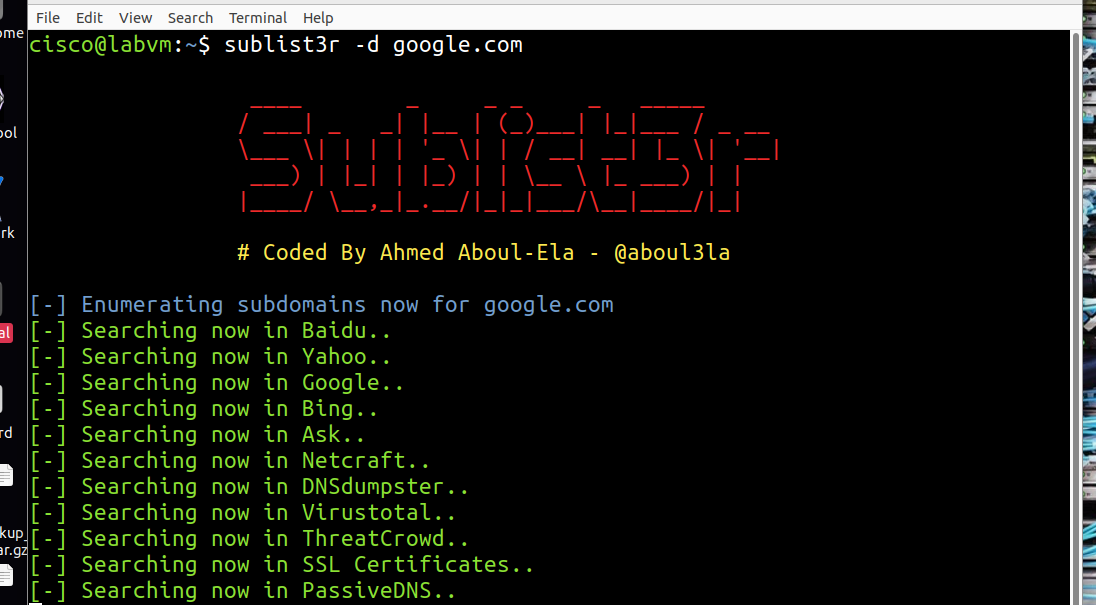 File Edit View Search Terminal Help
cisco@labvm:~$ sublist3r -d google.com
Sublist3r
# Coded By Ahmed Aboul-Ela - @aboul3la
[-] Enumerating subdomains now for google.com
[-] Searching now in Baidu..
[-] Searching now in Yahoo..
[-] Searching now in Google..
[-] Searching now in Bing..
[-] Searching now in Ask..
[-] Searching now in Netcraft..
[-] Searching now in DNSdumpster..
[-] Searching now in Virustotal..
[-] Searching now in ThreatCrowd..
[-] Searching now in SSL Certificates..
[-] Searching now in PassiveDNS..